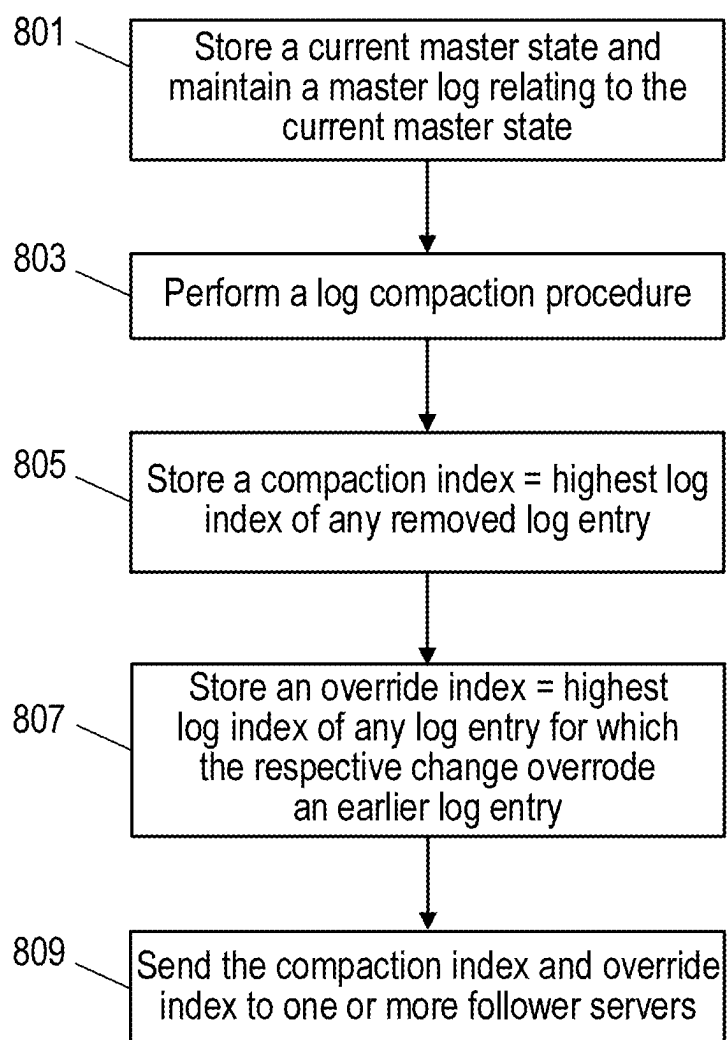 801
Store a current master state and
maintain a master log relating to the
current master state
803
Perform a log compaction procedure
805
Store a compaction index = highest log
index of any removed log entry
807
Store an override index = highest
log index of any log entry for which
the respective change overrode
an earlier log entry
809
Send the compaction index and override
index to one or more follower servers